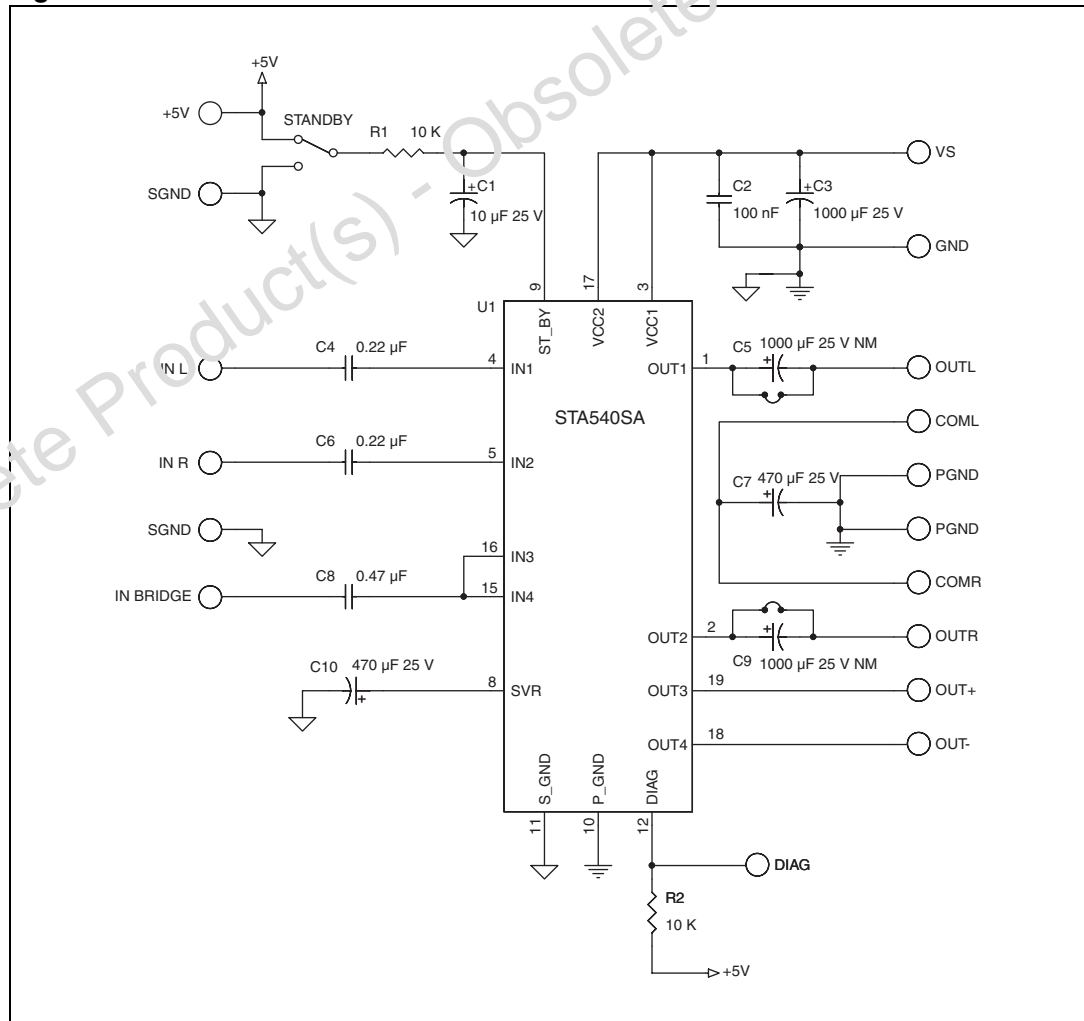 +5V
+5V
STANDBY
R1 10 K
VS
SGND
+C1
10 µF 25 V
C2
100 nF
+C3
1000 µF 25 V
GND
9
17
3
U1
ST_BY
VCC2
VCC1
C4 0.22 µF
IN L
4
IN1
OUT1
1
C5 1000 µF 25 V NM
+
OUTL
STA540SA
COML
C6 0.22 µF
IN R
5
IN2
C7 470 µF 25 V
+
PGND
SGND
PGND
16
IN3
C8 0.47 µF
IN BRIDGE
15
IN4
COMR
OUT2
2
+
C9 1000 µF 25 V NM
OUTR
C10 470 µF 25 V
+
8
SVR
OUT3
19
OUT+
OUT4
18
OUT-
S_GND
P_GND
DIAG
11
10
12
DIAG
R2
10 K
+5V
ete Product(s) - Obsolete